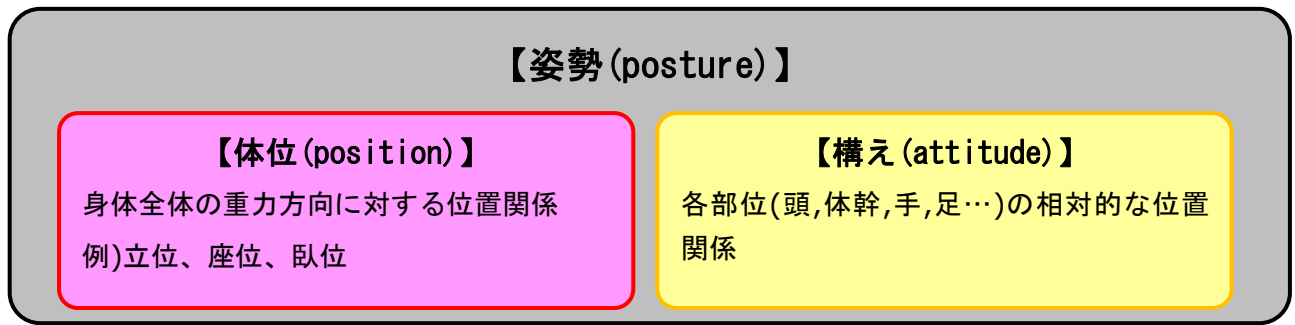 【姿勢(posture)】
【体位(position)】
身体全体の重力方向に対する位置関係
例)立位、座位、臥位
【構え(attitude)】
各部位(頭,体幹,手,足…)の相対的な位置
関係